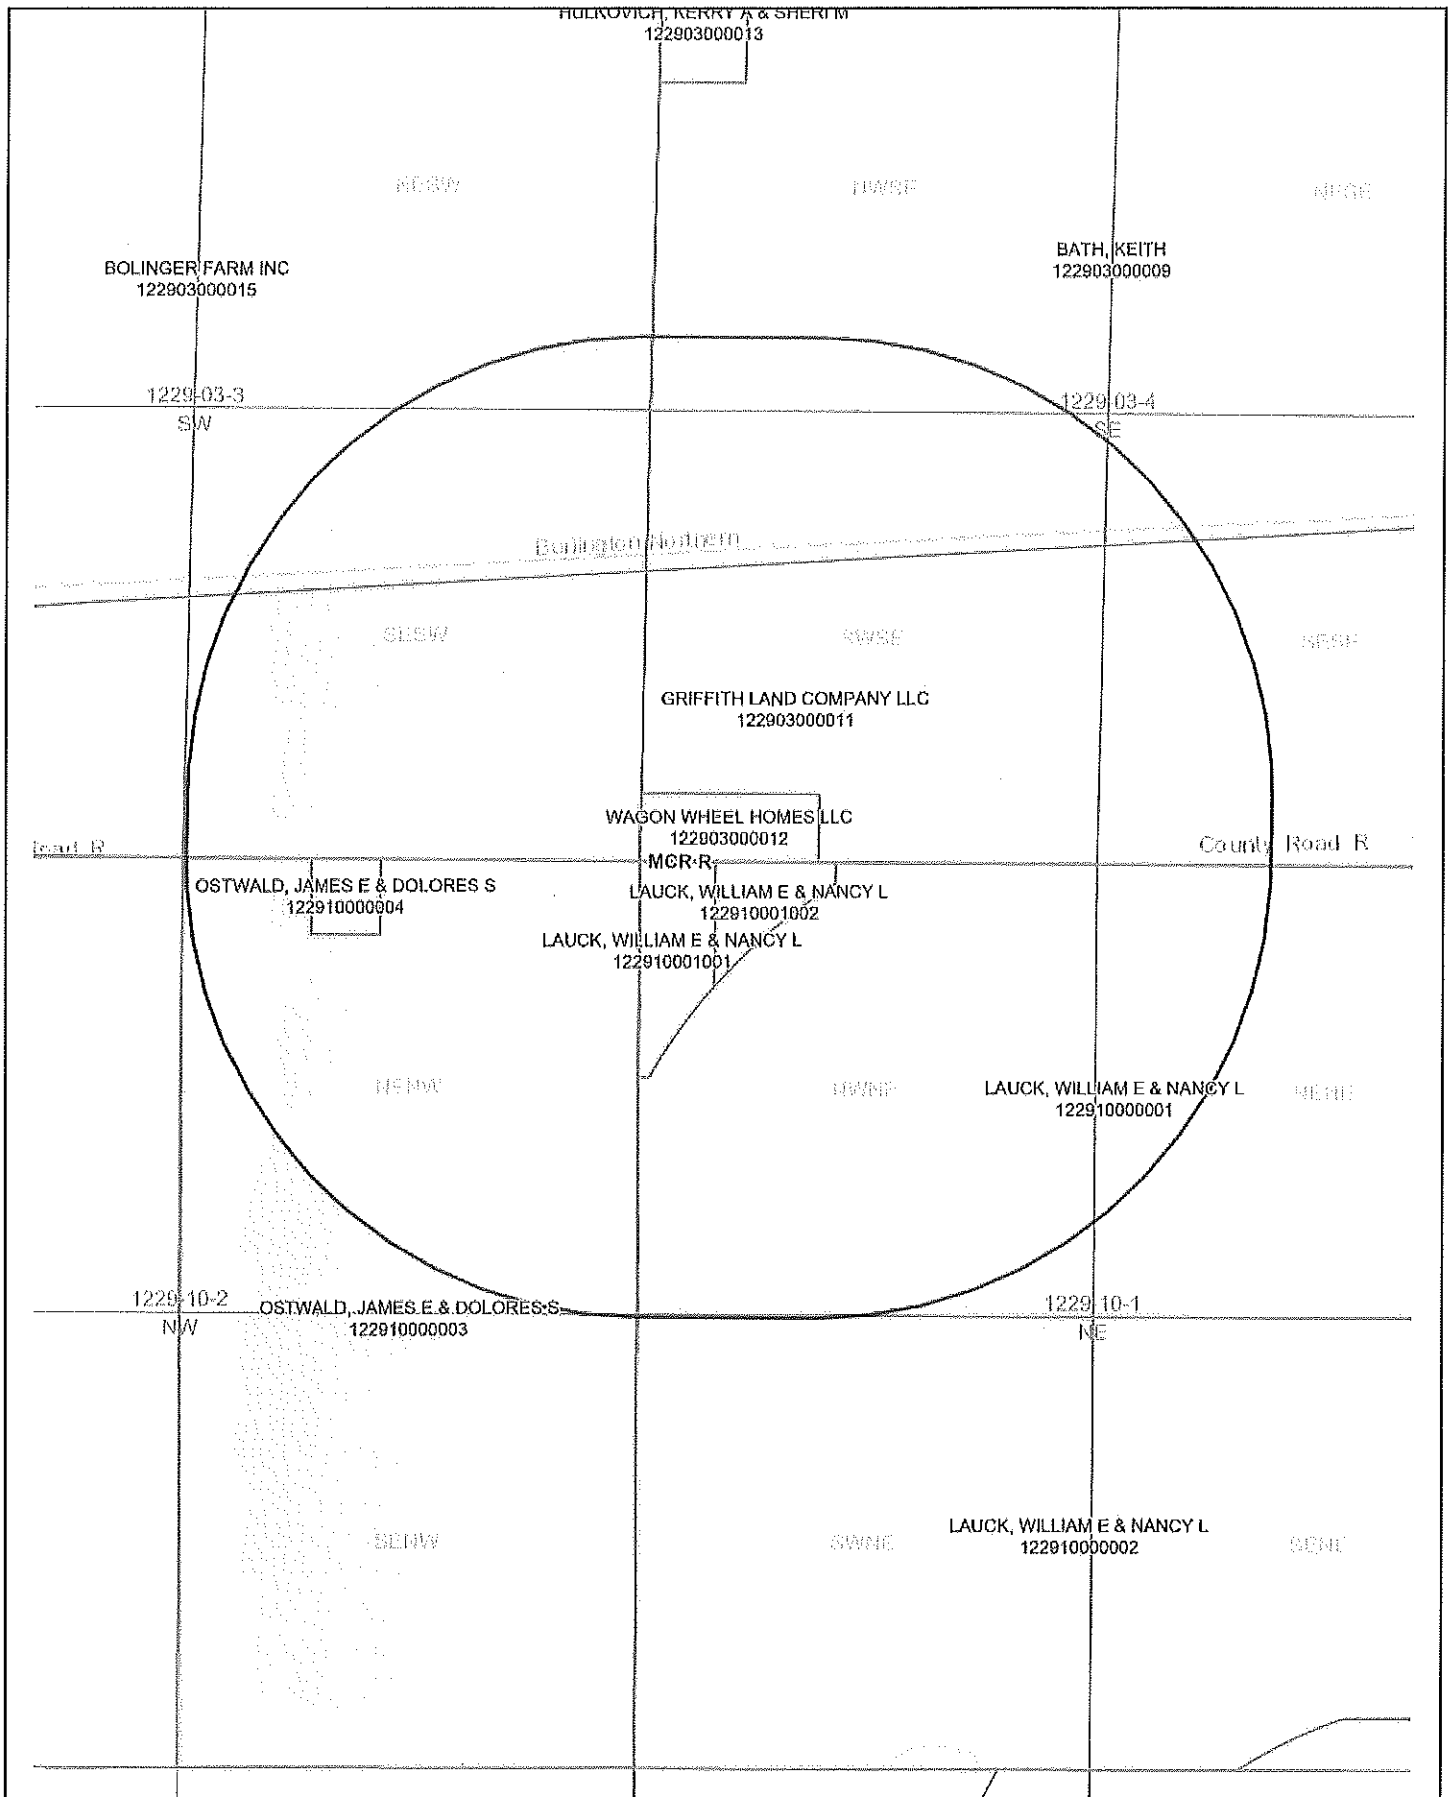 HULKOVICH, KERRY A & SHERI M
122903000013
NESW
NWSE
NESE
BOLINGER FARM INC
122903000015
BATH, KEITH
122903000009
1229-03-3
SW
1229-03-4
SE
Burlington Northern
SESW
SWSE
SESE
GRIFFITH LAND COMPANY LLC
122903000011
WAGON WHEEL HOMES LLC
122903000012
Road R
MCR R
County Road R
OSTWALD, JAMES E & DOLORES S
122910000004
LAUCK, WILLIAM E & NANCY L
122910001002
LAUCK, WILLIAM E & NANCY L
122910001001
NENW
NWNE
LAUCK, WILLIAM E & NANCY L
122910000001
NENE
1229-10-2
NW
OSTWALD, JAMES E & DOLORES S
122910000003
1229-10-1
NE
SENW
SWNE
LAUCK, WILLIAM E & NANCY L
122910000002
SENE